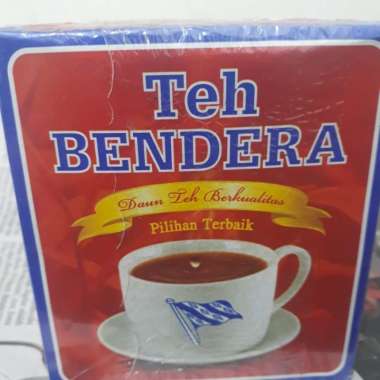 Teh
BENDERA
Daun Teh Berkualitas
Pilihan Terbaik